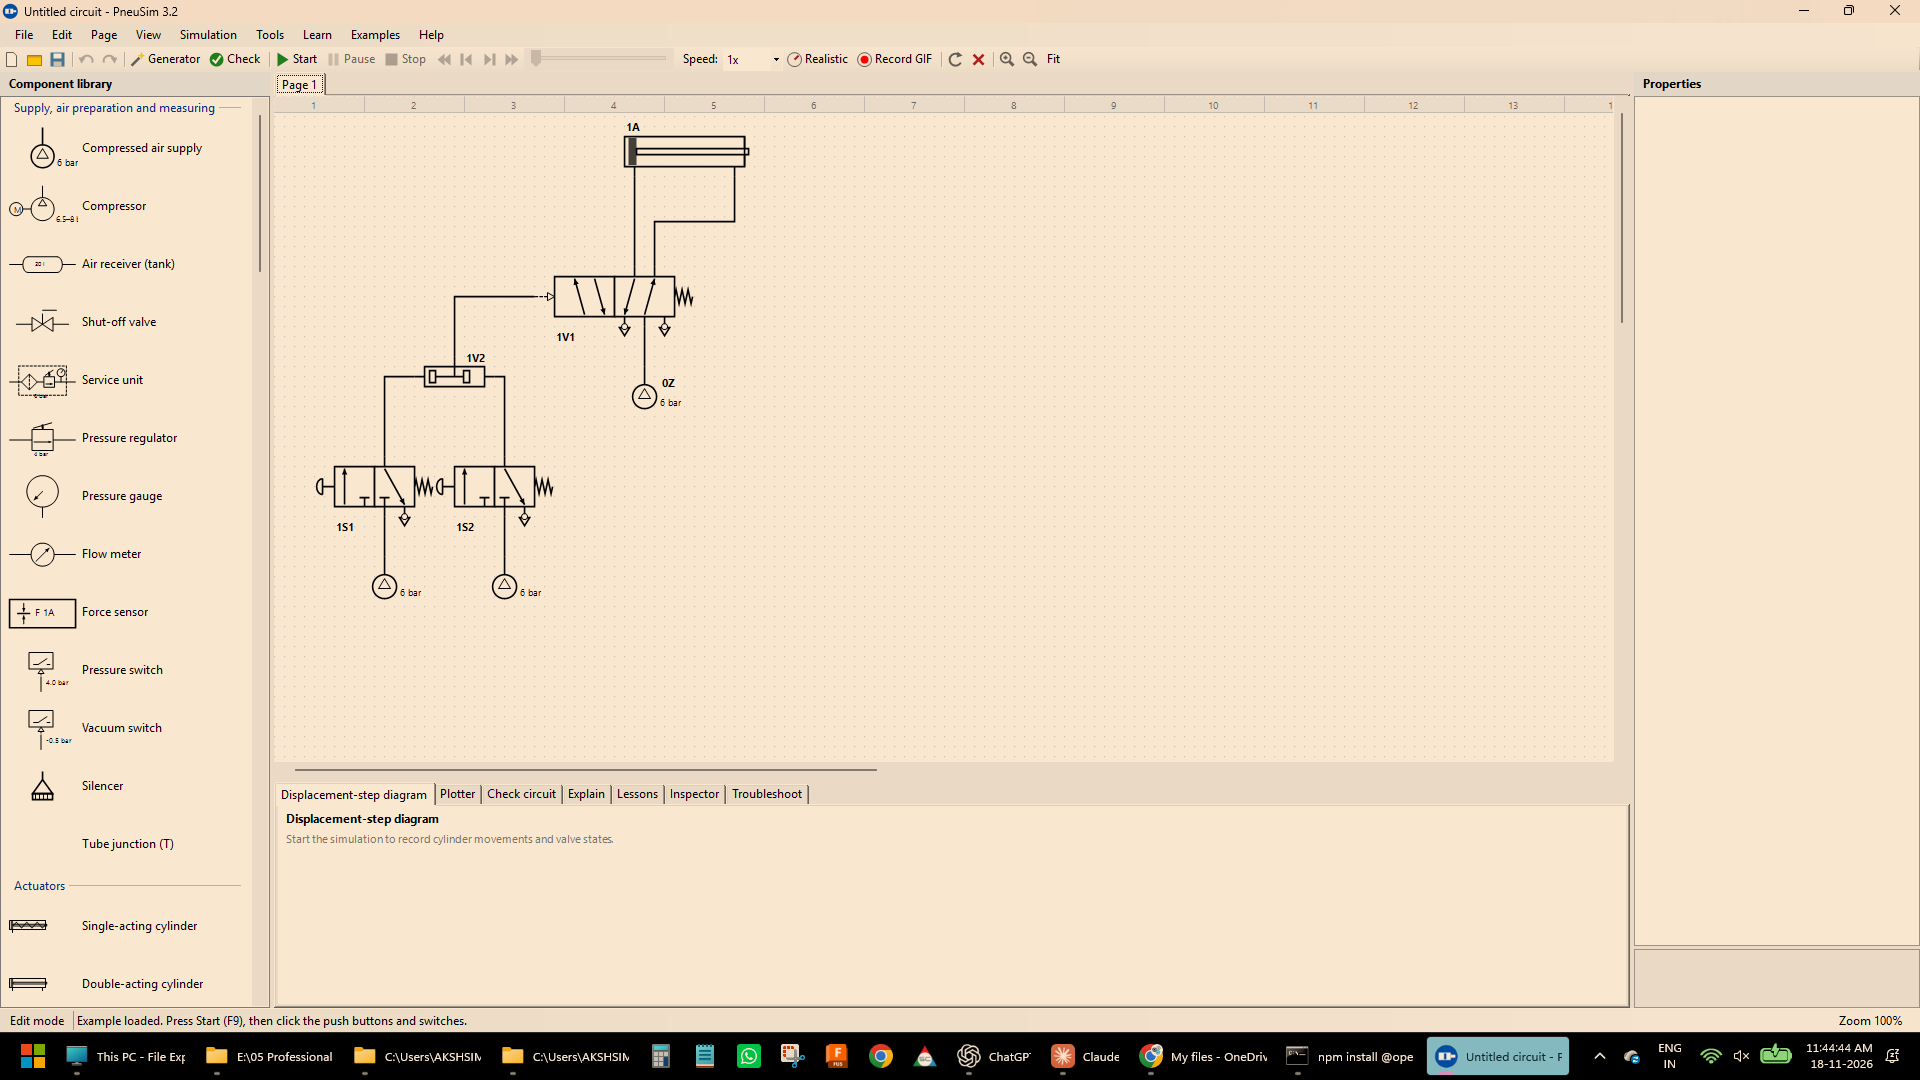 Untitled circuit - PneuSim 3.2
File Edit Page View Simulation Tools Learn Examples Help
Generator Check Start Pause Stop Speed: 1x Realistic Record GIF Fit
Component library
Supply, air preparation and measuring
6 bar
Compressed air supply
M
Compressor
Air receiver (tank)
Shut-off valve
Service unit
Pressure regulator
Pressure gauge
Flow meter
F 1A
Force sensor
4.0 bar
Pressure switch
-0.5 bar
Vacuum switch
Silencer
Tube junction (T)
Actuators
Single-acting cylinder
Double-acting cylinder
Page 1
1 2 3 4 5 6 7 8 9 10 11 12 13 1
1A
1V1
1V2
0Z
6 bar
1S1
1S2
6 bar
6 bar
Displacement-step diagram Plotter Check circuit Explain Lessons Inspector Troubleshoot
Displacement-step diagram
Start the simulation to record cylinder movements and valve states.
Properties
Edit mode Example loaded. Press Start (F9), then click the push buttons and switches.
Zoom 100%
This PC - File Exp
E:\05 Professional
C:\Users\AKSHSIM
C:\Users\AKSHSIM
F
FUS
ChatGP
Claude
My files - OneDriv
npm install @ope
Untitled circuit - P
ENG
IN
11:44:44 AM
18-11-2026